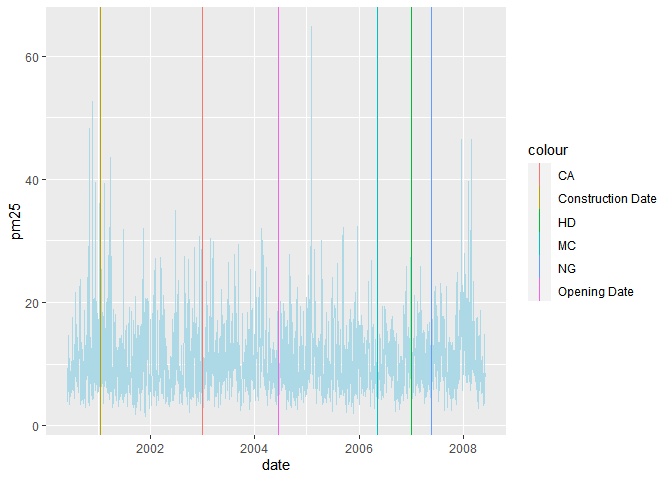 60
40
20
0
pm25
2002 2004 2006 2008
date
colour
CA
Construction Date
HD
MC
NG
Opening Date